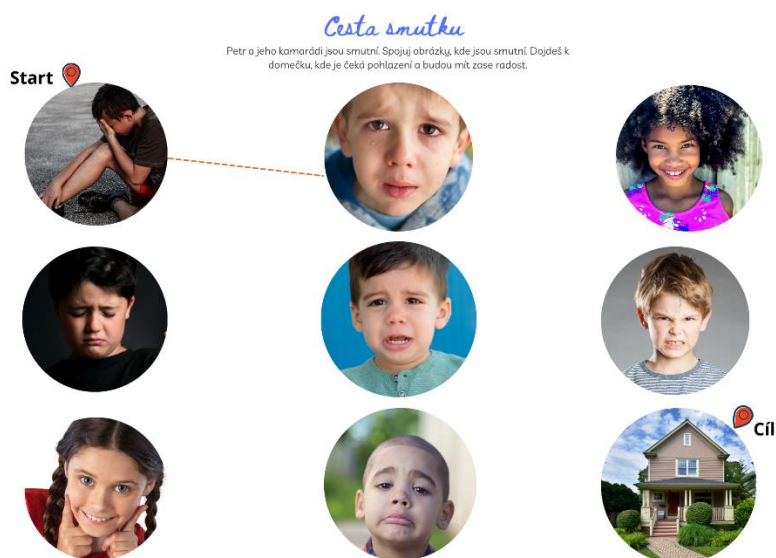 Cesta smutku
Petr a jeho kamarádi jsou smutní. Spojuj obrázky, kde jsou smutní. Dojdeš k
domečku, kde je čeká pohlazení a budou mít zase radost.
Start
Cíl